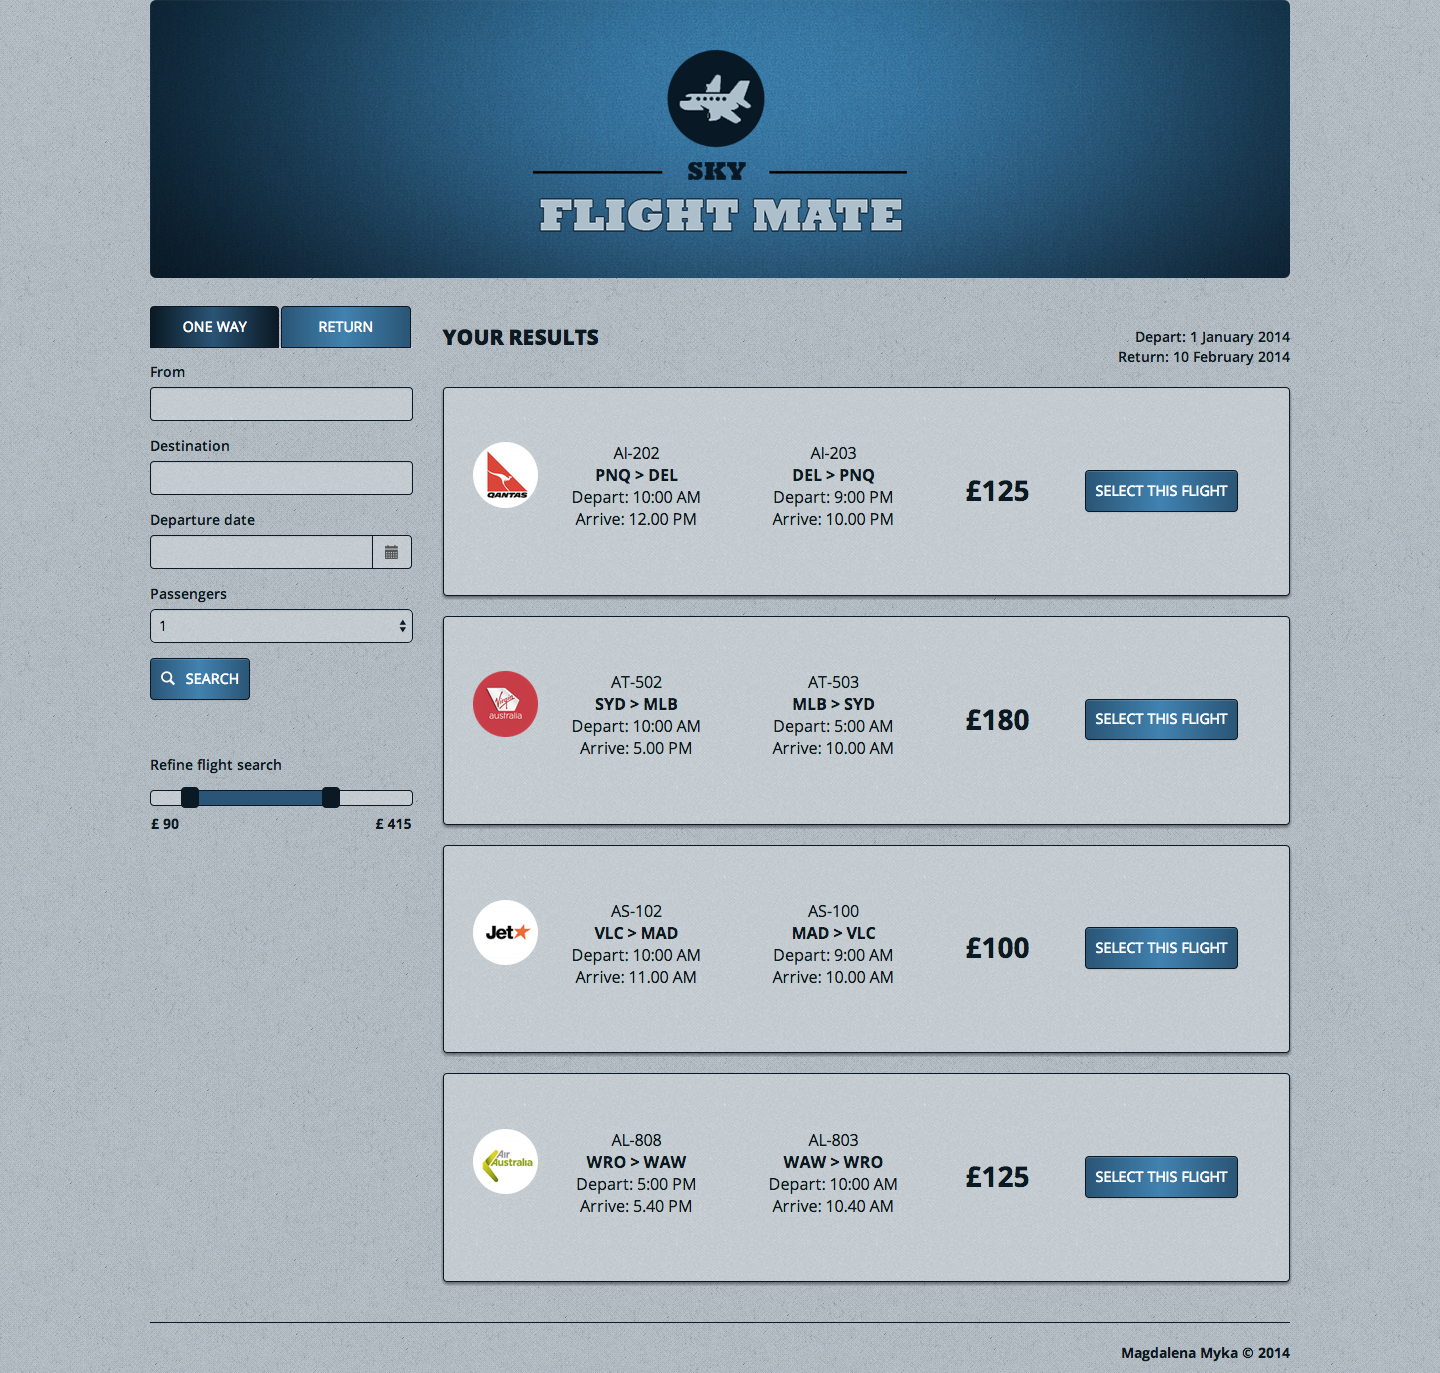 SKY
FLIGHT MATE
ONE WAY
RETURN
From
Destination
Departure date
Passengers
1
SEARCH
Refine flight search
£ 90
£ 415
YOUR RESULTS
Depart: 1 January 2014
Return: 10 February 2014
QANTAS
AI-202
PNQ > DEL
Depart: 10:00 AM
Arrive: 12.00 PM
AI-203
DEL > PNQ
Depart: 9:00 PM
Arrive: 10.00 PM
£125
SELECT THIS FLIGHT
Virgin
australia
AT-502
SYD > MLB
Depart: 10:00 AM
Arrive: 5.00 PM
AT-503
MLB > SYD
Depart: 5:00 AM
Arrive: 10.00 AM
£180
SELECT THIS FLIGHT
Jet
AS-102
VLC > MAD
Depart: 10:00 AM
Arrive: 11.00 AM
AS-100
MAD > VLC
Depart: 9:00 AM
Arrive: 10.00 AM
£100
SELECT THIS FLIGHT
Air
Australia
AL-808
WRO > WAW
Depart: 5:00 PM
Arrive: 5.40 PM
AL-803
WAW > WRO
Depart: 10:00 AM
Arrive: 10.40 AM
£125
SELECT THIS FLIGHT
Magdalena Myka © 2014